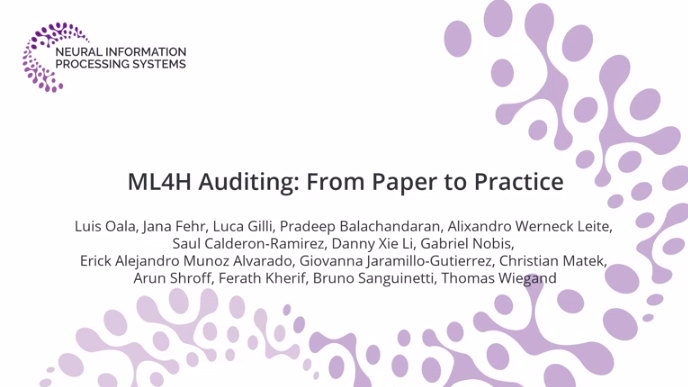 NEURAL INFORMATION
PROCESSING SYSTEMS
ML4H Auditing: From Paper to Practice
Luis Oala, Jana Fehr, Luca Gilli, Pradeep Balachandaran, Alixandro Werneck Leite,
Saul Calderon-Ramirez, Danny Xie Li, Gabriel Nobis,
Erick Alejandro Munoz Alvarado, Giovanna Jaramillo-Gutierrez, Christian Matek,
Arun Shroff, Ferath Kherif, Bruno Sanguinetti, Thomas Wiegand